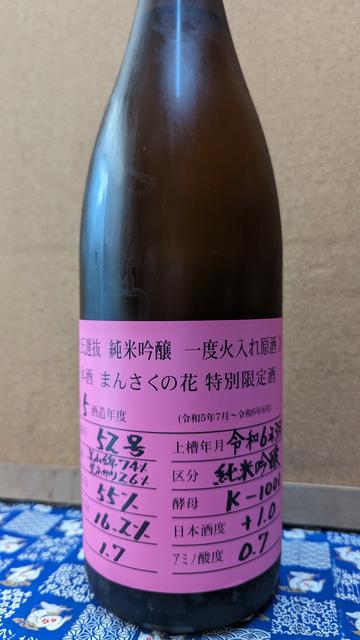 氏選抜 純米吟醸 一度火入れ原酒
本酒 まんさくの花 特別限定酒
5 酒造年度 (令和5年7月～令和6年6月)
52号 上槽年月 令和6年3月
74% 26% 区分 純米吟醸
55% 酵母 K-1001
16.2% 日本酒度 +1.0
1.7 アミノ酸度 0.7